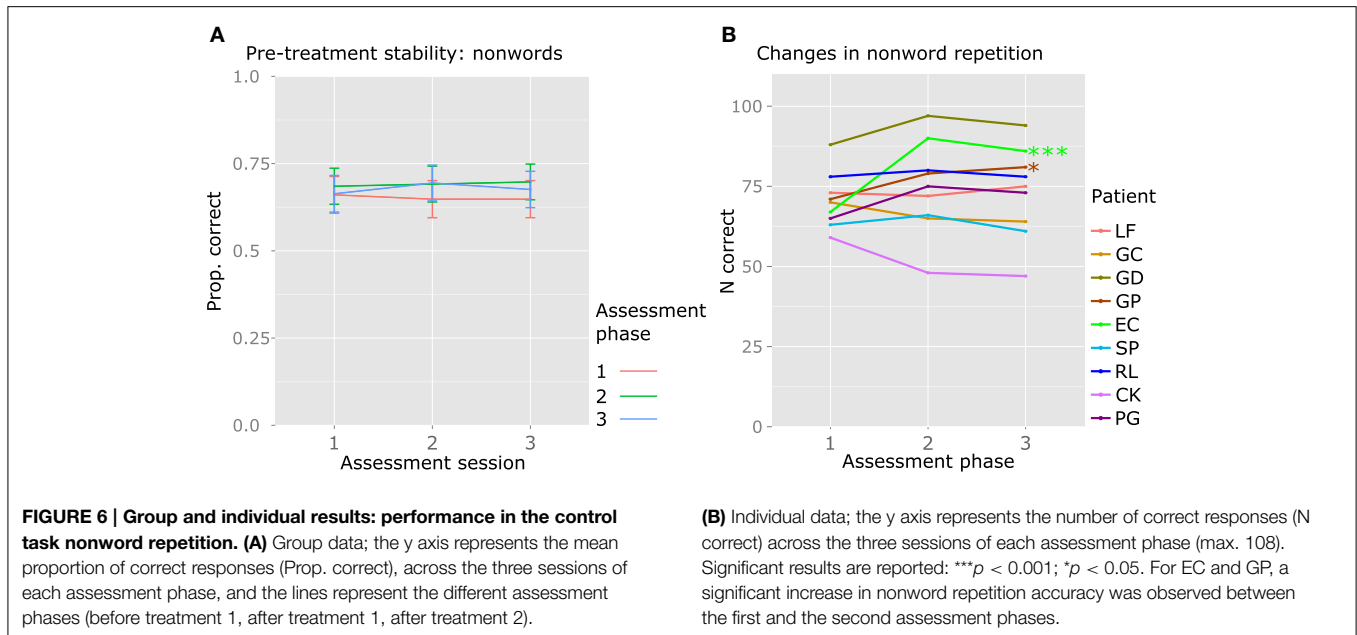 A
Pre-treatment stability: nonwords
1.0
0.75
0.5
0.25
0.0
Prop. correct
1
2
3
Assessment session
Assessment
phase
1
2
3
B
Changes in nonword repetition
100
75
50
25
0
N correct
***
*
1
2
3
Assessment phase
Patient
LF
GC
GD
GP
EC
SP
RL
CK
PG
FIGURE 6 | Group and individual results: performance in the control
task nonword repetition. (A) Group data; the y axis represents the mean
proportion of correct responses (Prop. correct), across the three sessions of
each assessment phase, and the lines represent the different assessment
phases (before treatment 1, after treatment 1, after treatment 2).
(B) Individual data; the y axis represents the number of correct responses (N
correct) across the three sessions of each assessment phase (max. 108).
Significant results are reported: ***p < 0.001; *p < 0.05. For EC and GP, a
significant increase in nonword repetition accuracy was observed between
the first and the second assessment phases.